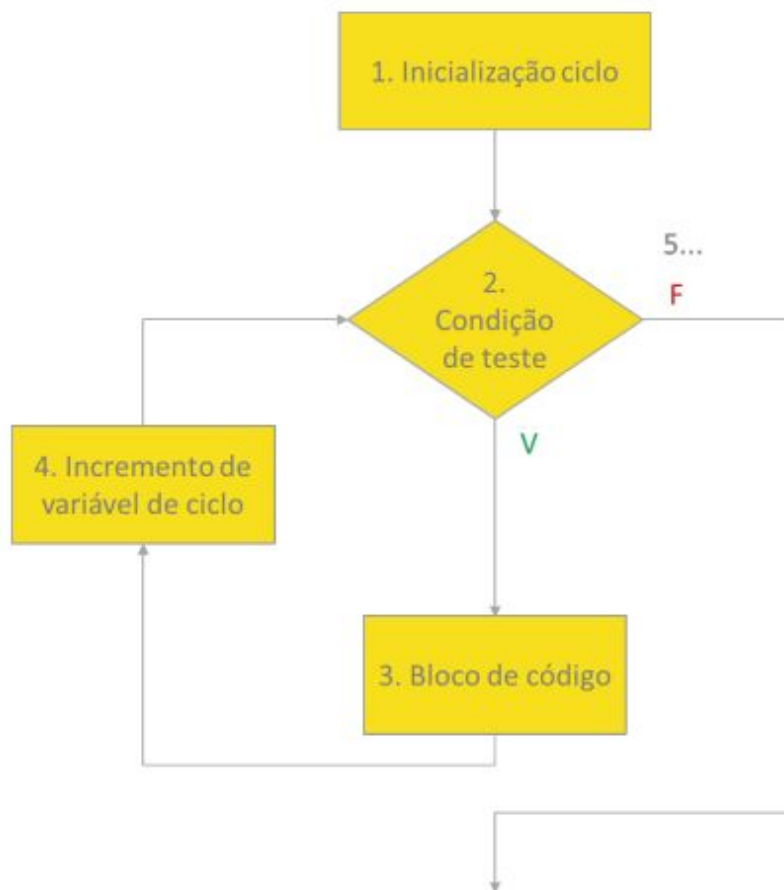 1. Inicialização ciclo
5...
F
2.
Condição
de teste
V
4. Incremento de
variável de ciclo
3. Bloco de código